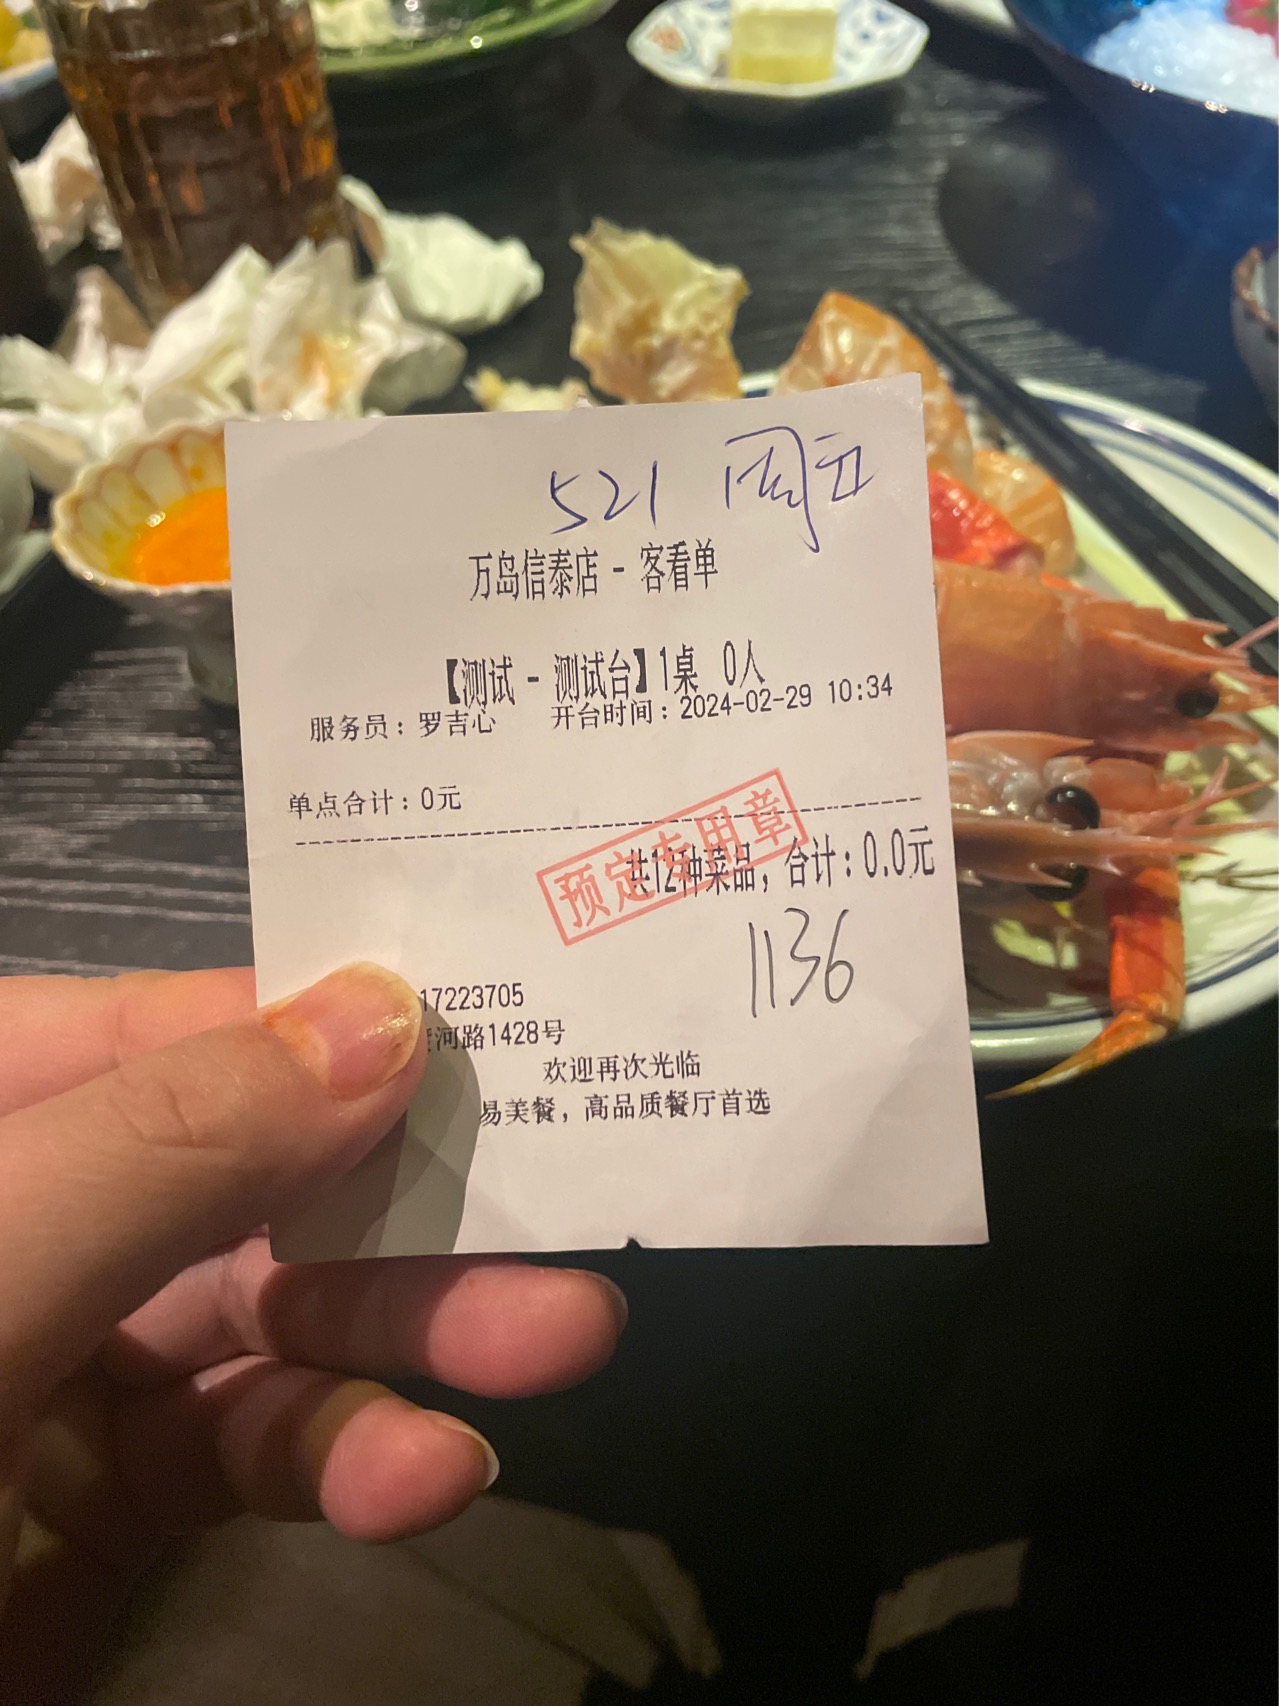 521 周五
万岛信泰店 - 客看单
【测试 - 测试台】1桌 0人
服务员：罗吉心 开台时间：2024-02-29 10:34
单点合计：0元
共12种菜品，合计：0.0元
预定专用章
1136
17223705
河路1428号
欢迎再次光临
易美餐，高品质餐厅首选